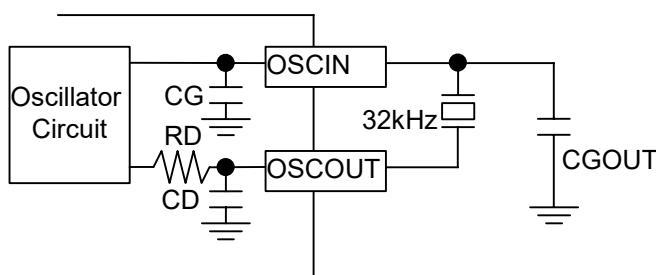 OSCIN
Oscillator
Circuit
CG
32kHz
RD
CGOUT
OSCOUT
CD